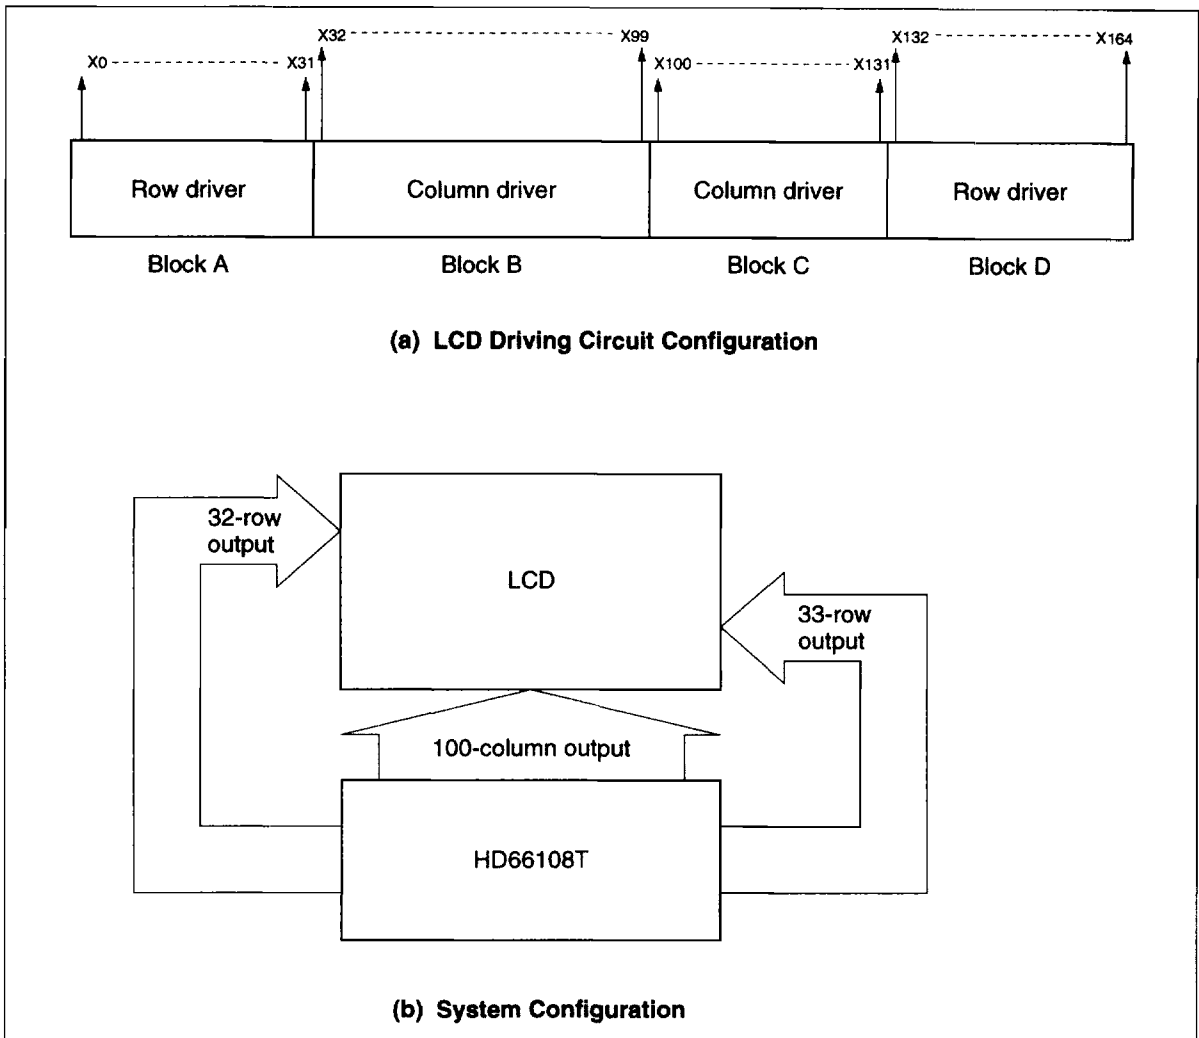 X32 X99 X132 X164
X0 X31 X100 X131
Row driver Column driver Column driver Row driver
Block A Block B Block C Block D
(a) LCD Driving Circuit Configuration
32-row
output
LCD
33-row
output
100-column output
HD66108T
(b) System Configuration